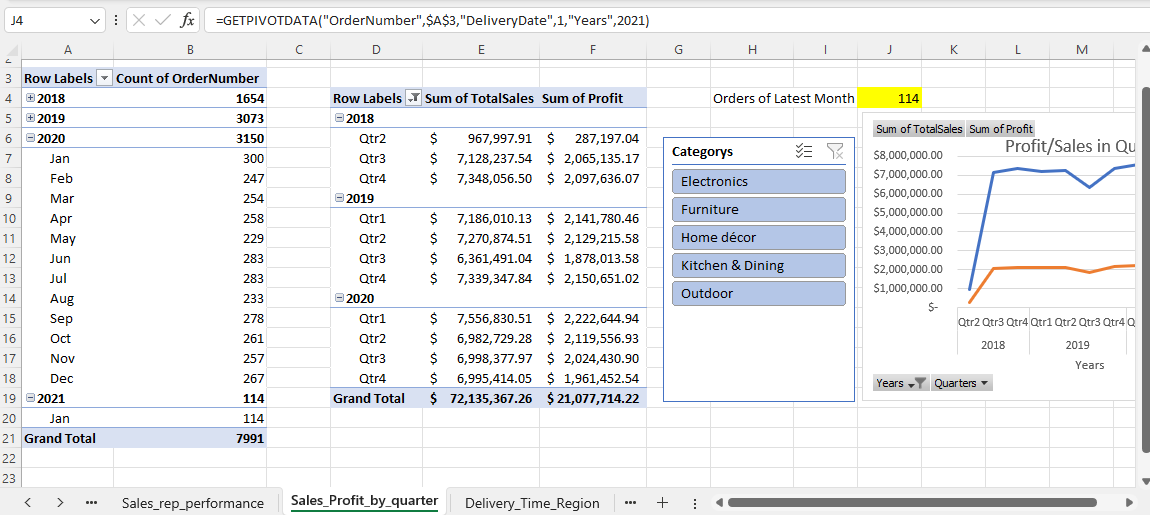 J4 fx =GETPIVOTDATA("OrderNumber",$A$3,"DeliveryDate",1,"Years",2021)
A B C D E F G H I J K L M
3 Row Labels Count of OrderNumber
4 2018 1654 Row Labels Sum of TotalSales Sum of Profit Orders of Latest Month 114
5 2019 3073 2018
6 2020 3150 Qtr2 $ 967,997.91 $ 287,197.04
7 Jan 300 Qtr3 $ 7,128,237.54 $ 2,065,135.17
8 Feb 247 Qtr4 $ 7,348,056.50 $ 2,097,636.07
9 Mar 254 2019
10 Apr 258 Qtr1 $ 7,186,010.13 $ 2,141,780.46
11 May 229 Qtr2 $ 7,270,874.51 $ 2,129,215.58
12 Jun 283 Qtr3 $ 6,361,491.04 $ 1,878,013.58
13 Jul 283 Qtr4 $ 7,339,347.84 $ 2,150,651.02
14 Aug 233 2020
15 Sep 278 Qtr1 $ 7,556,830.51 $ 2,222,644.94
16 Oct 261 Qtr2 $ 6,982,729.28 $ 2,119,556.93
17 Nov 257 Qtr3 $ 6,998,377.97 $ 2,024,430.90
18 Dec 267 Qtr4 $ 6,995,414.05 $ 1,961,452.54
19 2021 114 Grand Total $ 72,135,367.26 $ 21,077,714.22
20 Jan 114
21 Grand Total 7991
22
23
Categorys
Electronics
Furniture
Home décor
Kitchen & Dining
Outdoor
Sum of TotalSales Sum of Profit
Profit/Sales in Qu
$8,000,000.00
$7,000,000.00
$6,000,000.00
$5,000,000.00
$4,000,000.00
$3,000,000.00
$2,000,000.00
$1,000,000.00
$-
Qtr2 Qtr3 Qtr4 Qtr1 Qtr2 Qtr3 Qtr4 Q
2018 2019
Years
Years Quarters
Sales_rep_performance Sales_Profit_by_quarter Delivery_Time_Region